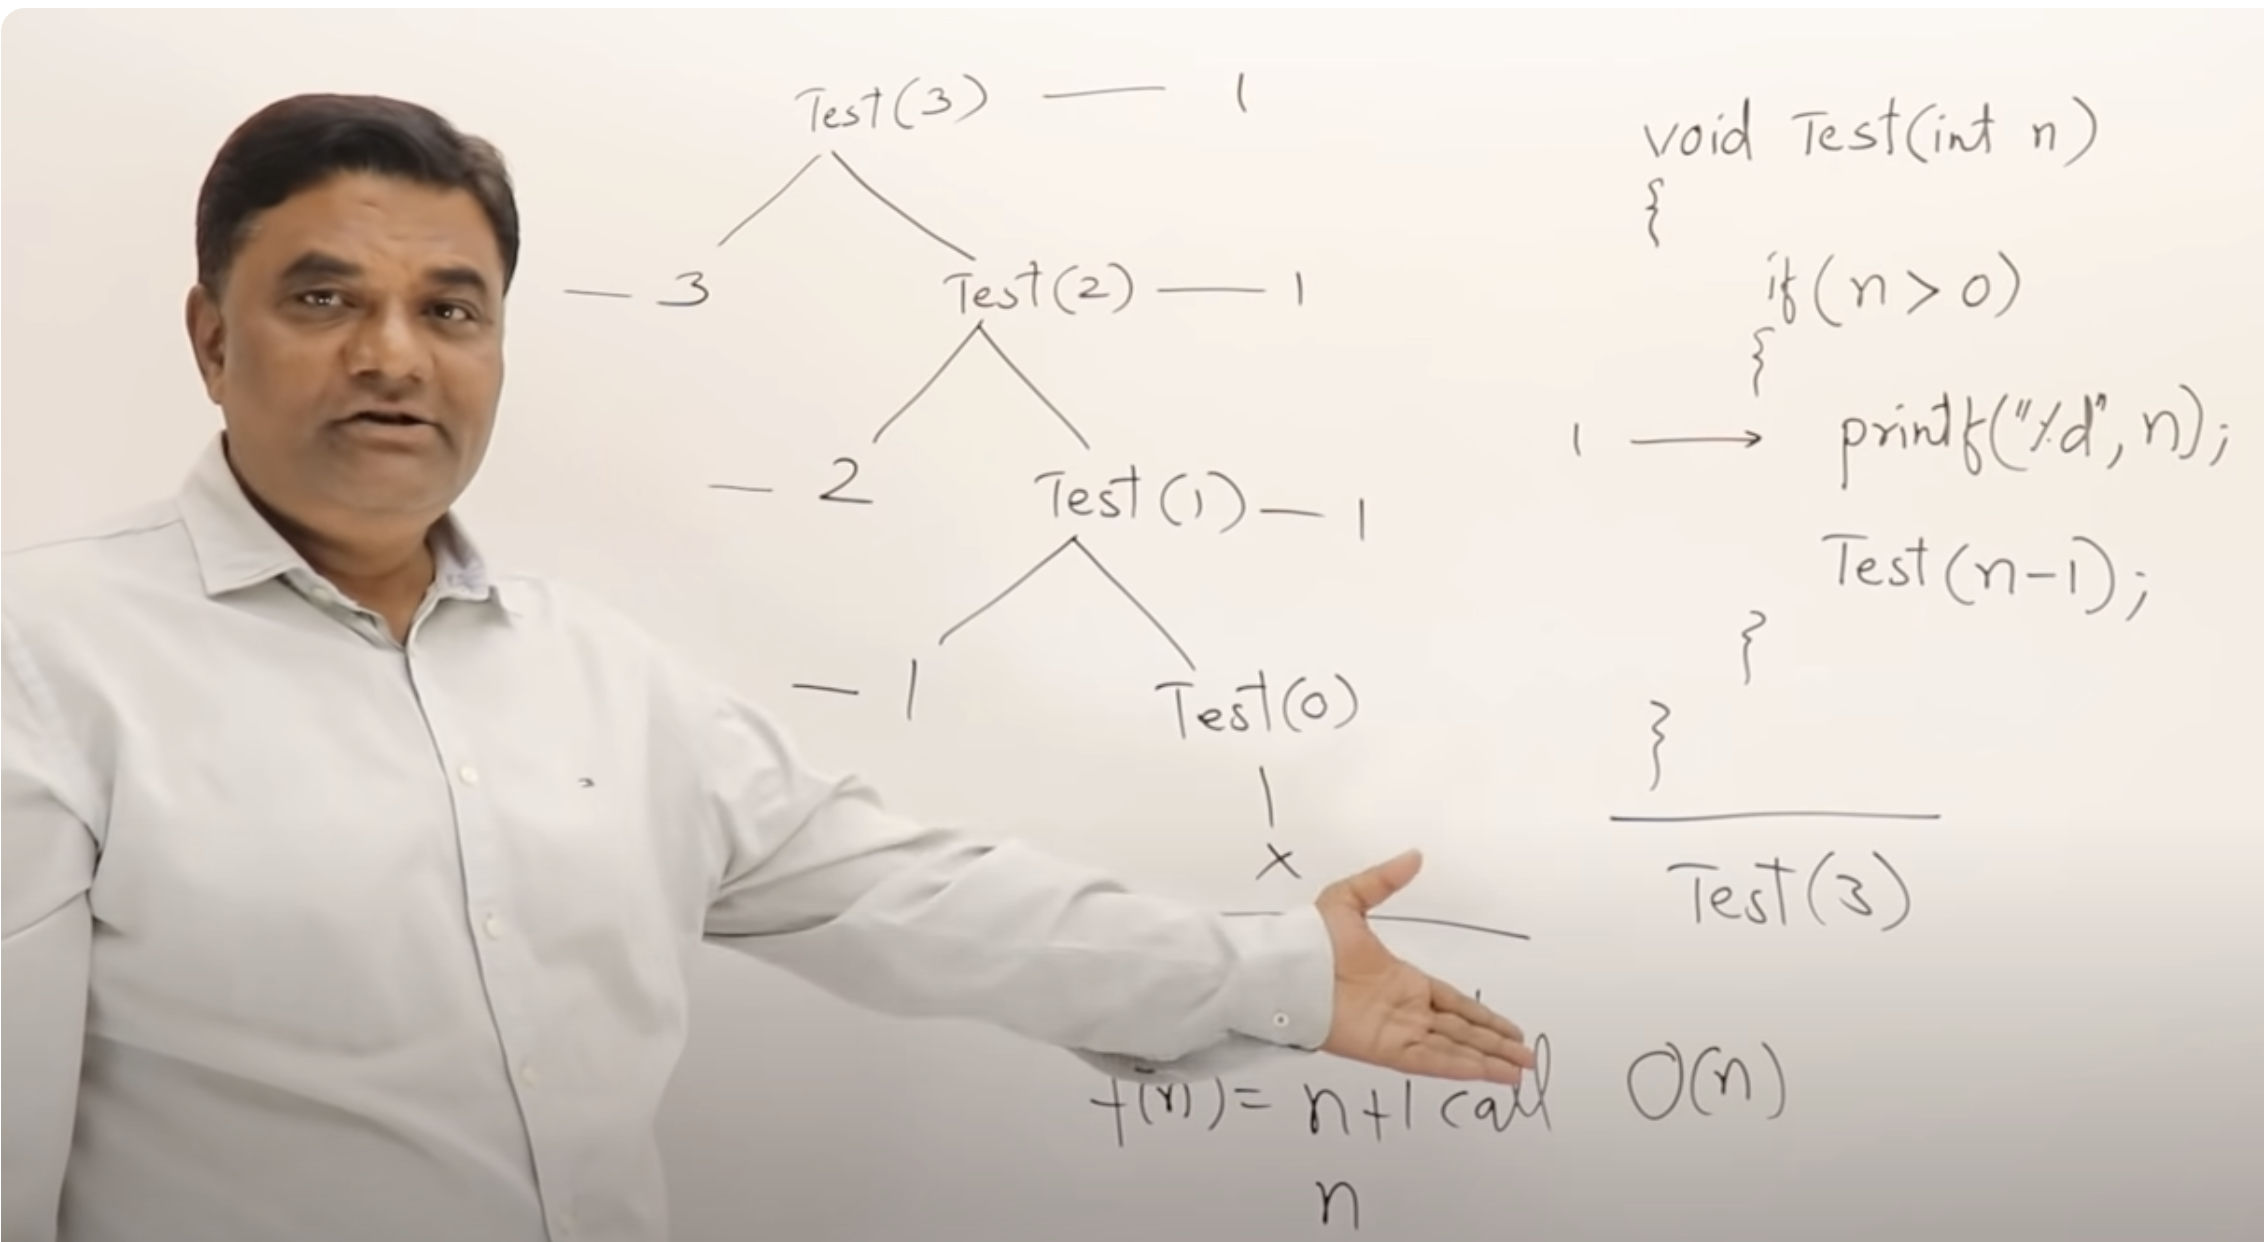 Test(3) — 1
— 3
Test(2) — 1
— 2
Test(1) — 1
— 1
Test(0)
x
f(n) = n+1 call
n
O(n)
void Test(int n)
{
if(n > 0)
{
1 → printf("%d", n);
Test(n-1);
}
}
Test(3)